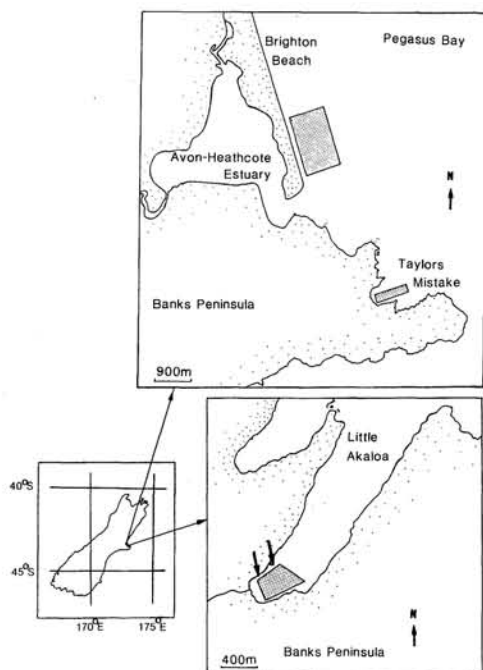 Brighton
Beach
Pegasus Bay
Avon-Heathcote
Estuary
N
Taylors
Mistake
Banks Peninsula
900m
Little
Akaloa
40°S
45°S
170°E
175°E
N
400m
Banks Peninsula